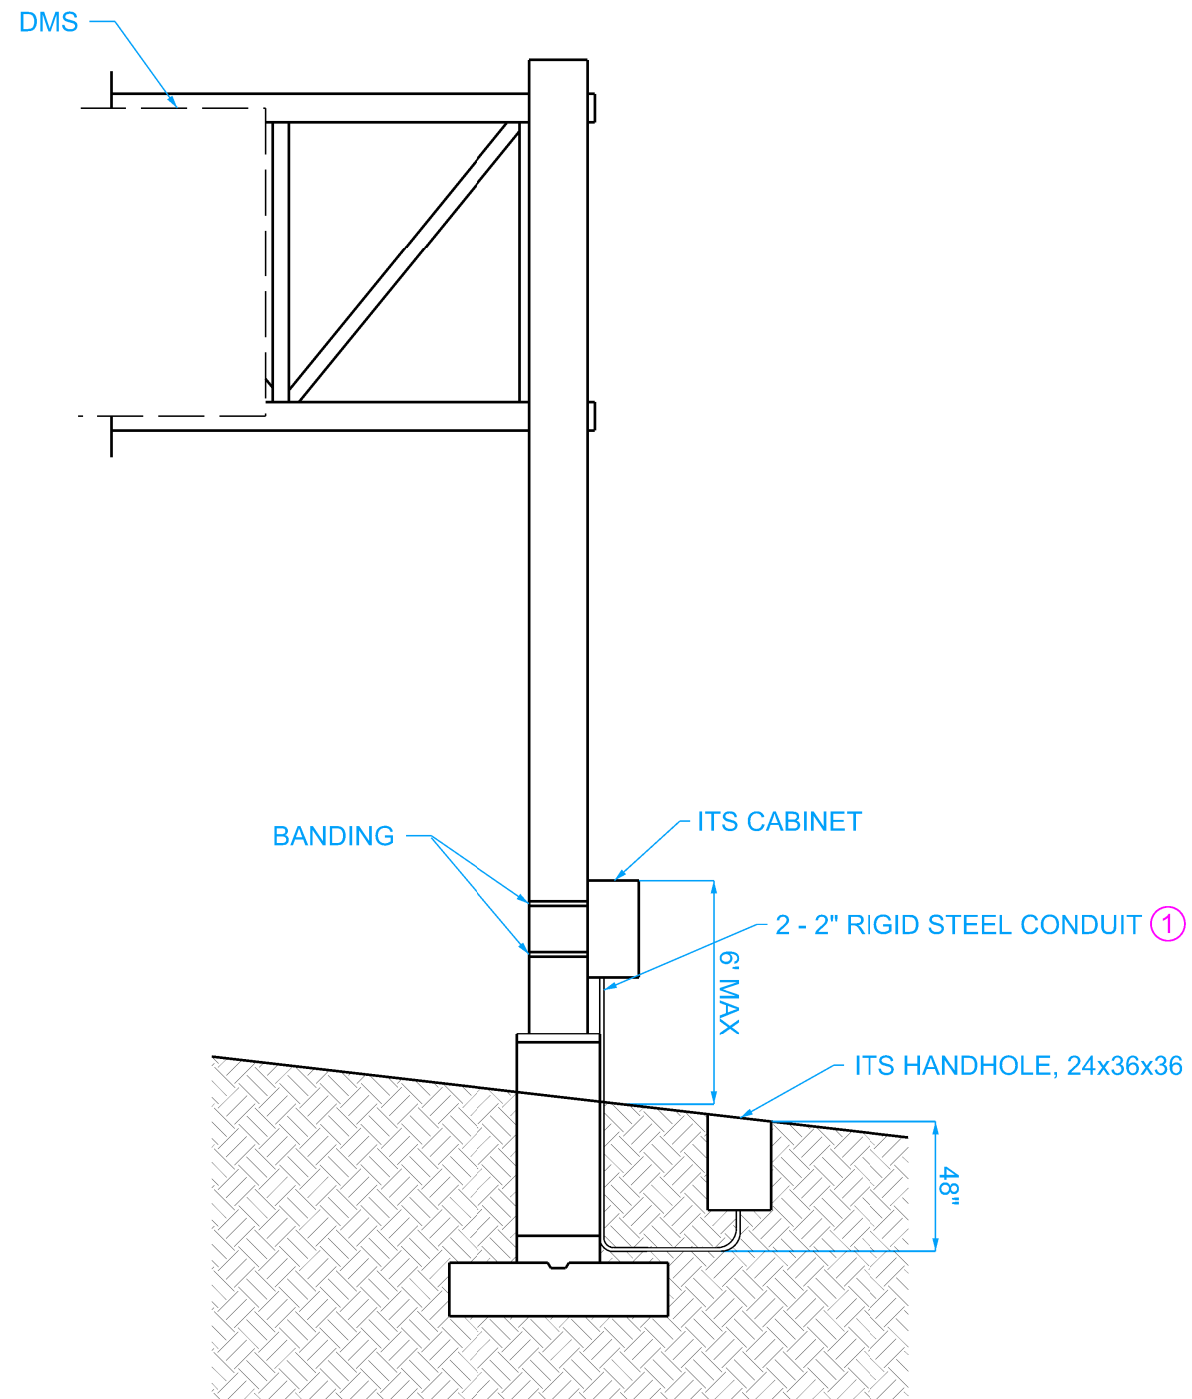 DMS
BANDING
ITS CABINET
2 - 2" RIGID STEEL CONDUIT 1
6' MAX
ITS HANDHOLE, 24x36x36
48"